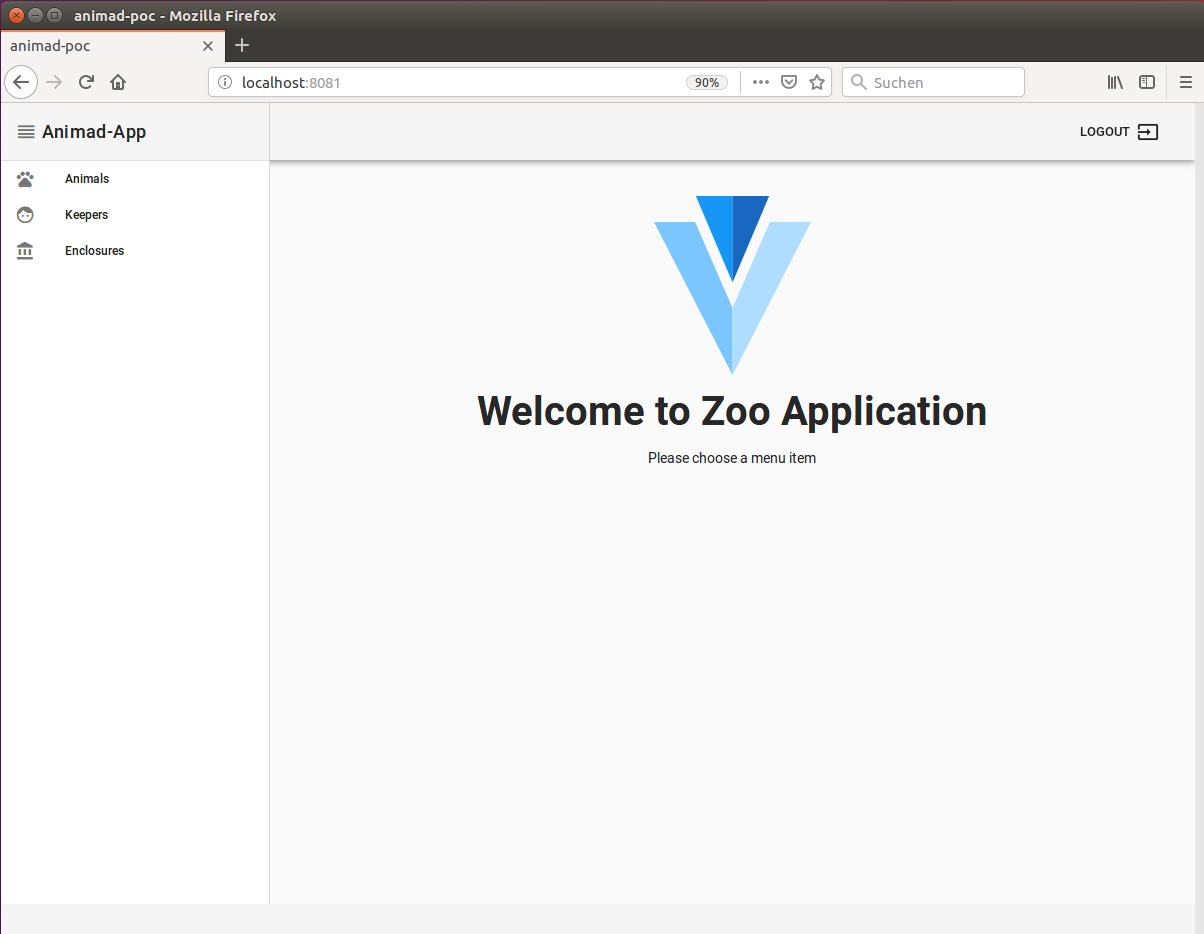 animad-poc - Mozilla Firefox
animad-poc
localhost:8081
90%
Suchen
Animad-App
LOGOUT
Animals
Keepers
Enclosures
Welcome to Zoo Application
Please choose a menu item